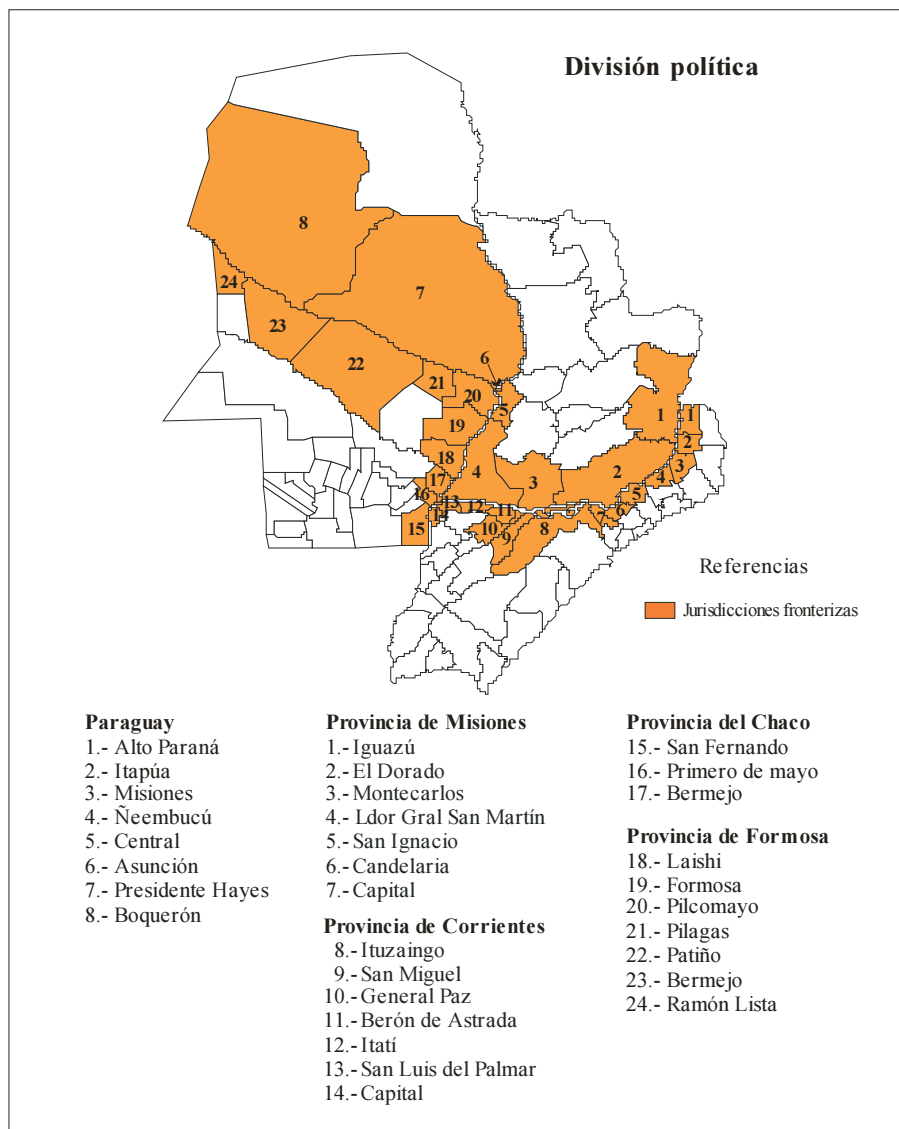 División política
8
24
7
23
22
6
21
20
5
1
1
19
2
18
4
3
2
3
17
4
16
5
13
12
11
6
14
7
15
10
8
9
Referencias
Jurisdicciones fronterizas
Paraguay
1.- Alto Paraná
2.- Itapúa
3.- Misiones
4.- Ñeembucú
5.- Central
6.- Asunción
7.- Presidente Hayes
8.- Boquerón
Provincia de Misiones
1.- Iguazú
2.- El Dorado
3.- Montecarlos
4.- Ldor Gral San Martín
5.- San Ignacio
6.- Candelaria
7.- Capital
Provincia de Corrientes
8.- Ituzaingo
9.- San Miguel
10.- General Paz
11.- Berón de Astrada
12.- Itatí
13.- San Luis del Palmar
14.- Capital
Provincia del Chaco
15.- San Fernando
16.- Primero de mayo
17.- Bermejo
Provincia de Formosa
18.- Laishi
19.- Formosa
20.- Pilcomayo
21.- Pilagas
22.- Patiño
23.- Bermejo
24.- Ramón Lista